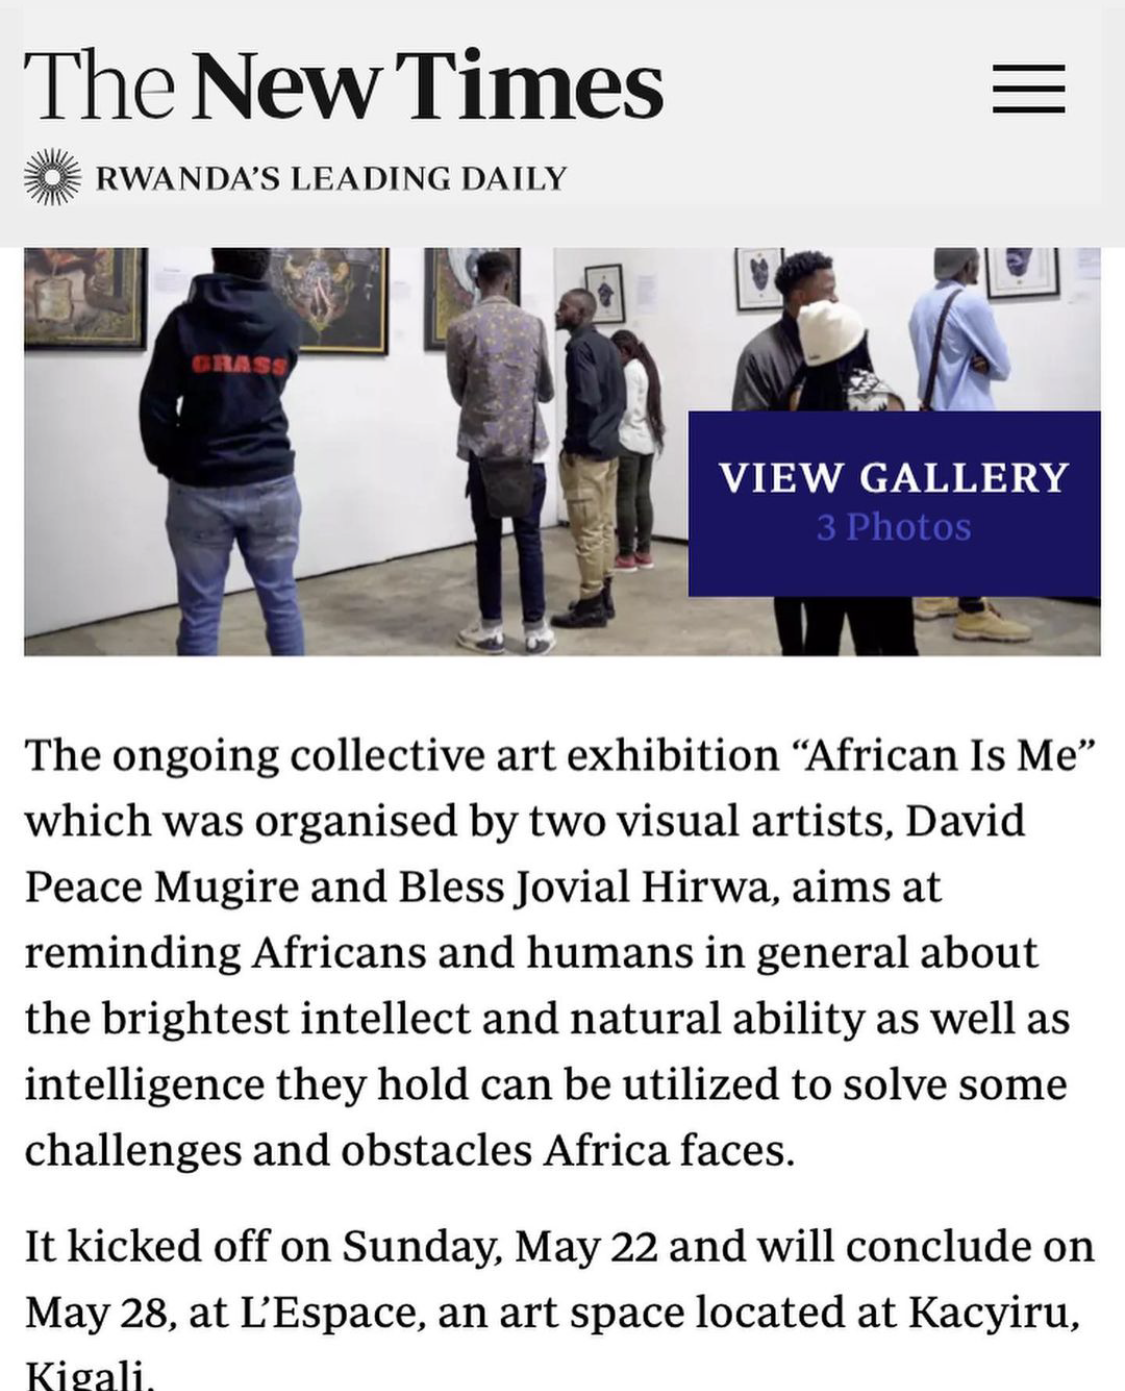 The New Times
RWANDA’S LEADING DAILY
GRASS
VIEW GALLERY
3 Photos
The ongoing collective art exhibition “African Is Me”
which was organised by two visual artists, David
Peace Mugire and Bless Jovial Hirwa, aims at
reminding Africans and humans in general about
the brightest intellect and natural ability as well as
intelligence they hold can be utilized to solve some
challenges and obstacles Africa faces.
It kicked off on Sunday, May 22 and will conclude on
May 28, at L’Espace, an art space located at Kacyiru,
Kigali.